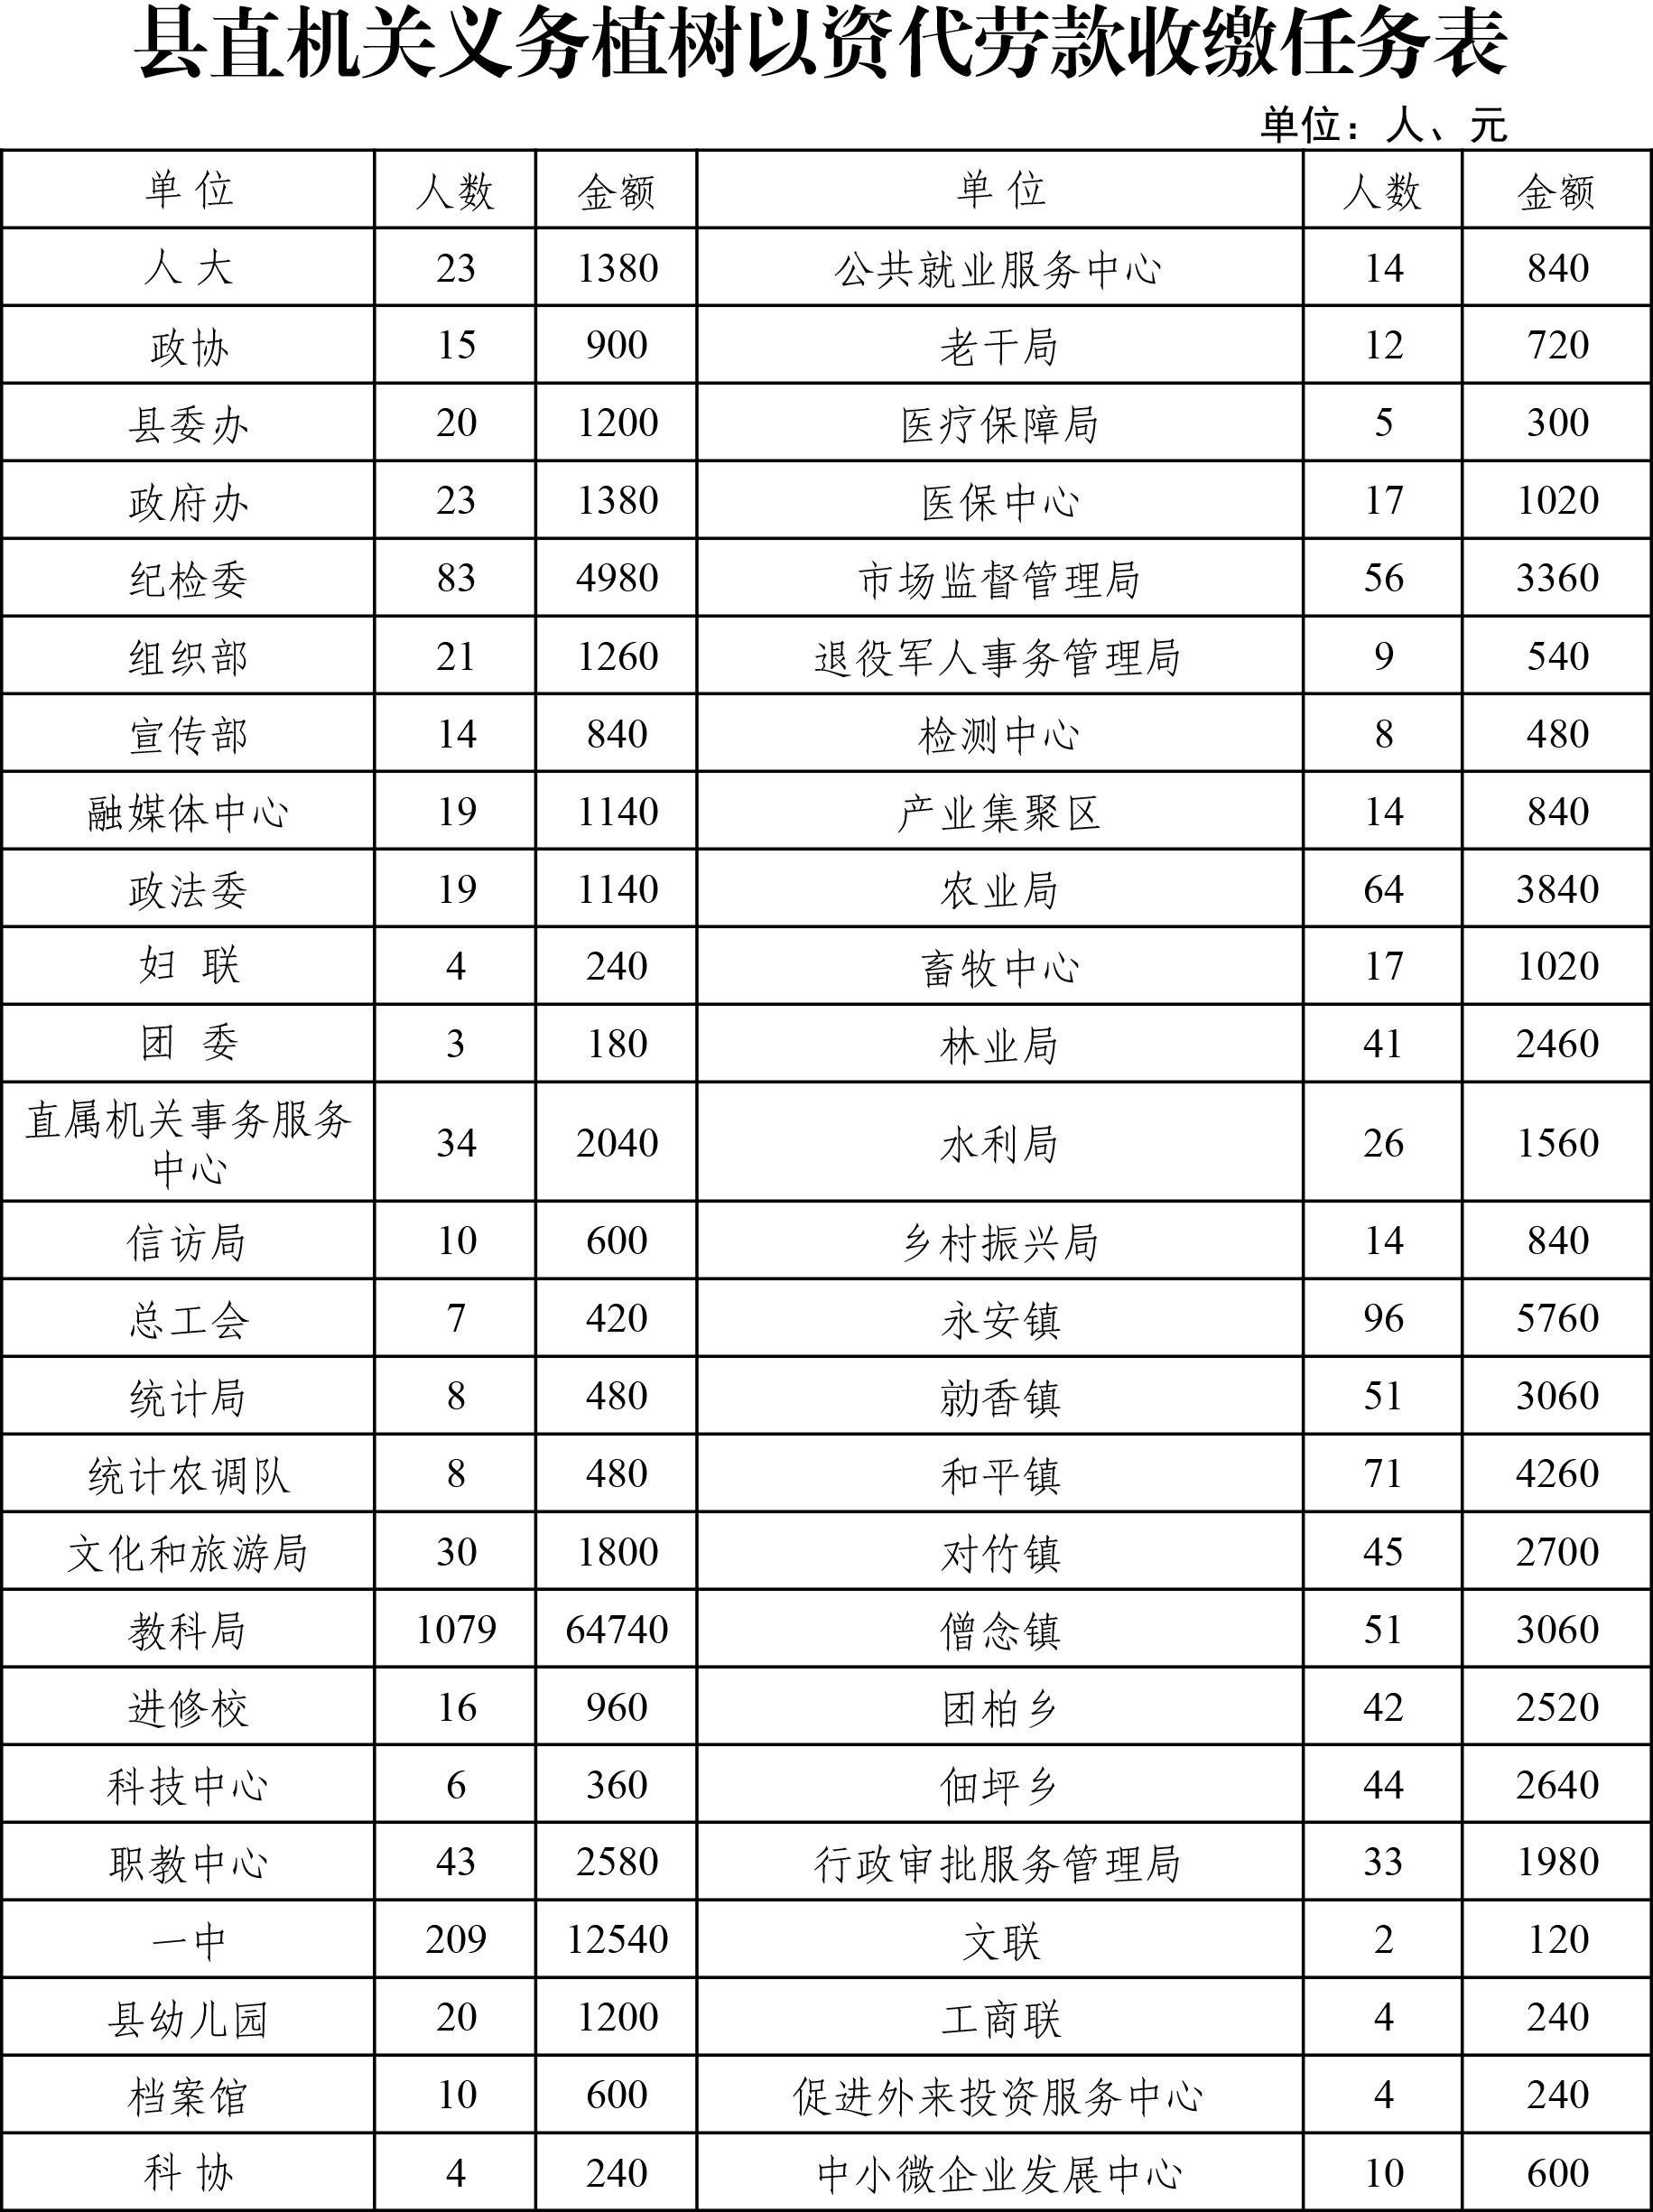 县直机关义务植树以资代劳款收缴任务表
单位：人、元
单 位 人数 金额 单 位 人数 金额
人 大 23 1380 公共就业服务中心 14 840
政协 15 900 老干局 12 720
县委办 20 1200 医疗保障局 5 300
政府办 23 1380 医保中心 17 1020
纪检委 83 4980 市场监督管理局 56 3360
组织部 21 1260 退役军人事务管理局 9 540
宣传部 14 840 检测中心 8 480
融媒体中心 19 1140 产业集聚区 14 840
政法委 19 1140 农业局 64 3840
妇 联 4 240 畜牧中心 17 1020
团 委 3 180 林业局 41 2460
直属机关事务服务
中心 34 2040 水利局 26 1560
信访局 10 600 乡村振兴局 14 840
总工会 7 420 永安镇 96 5760
统计局 8 480 勍香镇 51 3060
统计农调队 8 480 和平镇 71 4260
文化和旅游局 30 1800 对竹镇 45 2700
教科局 1079 64740 僧念镇 51 3060
进修校 16 960 团柏乡 42 2520
科技中心 6 360 佃坪乡 44 2640
职教中心 43 2580 行政审批服务管理局 33 1980
一中 209 12540 文联 2 120
县幼儿园 20 1200 工商联 4 240
档案馆 10 600 促进外来投资服务中心 4 240
科 协 4 240 中小微企业发展中心 10 600